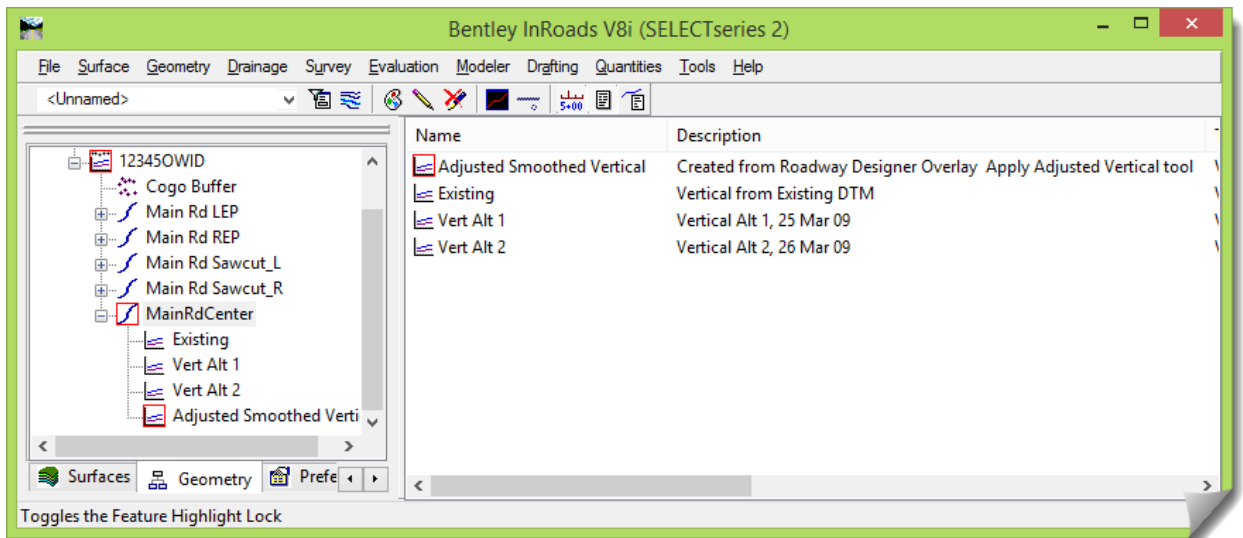 Bentley InRoads V8i (SELECTseries 2)
File Surface Geometry Drainage Survey Evaluation Modeler Drafting Quantities Tools Help
<Unnamed>
5+00
12345OWID
Cogo Buffer
Main Rd LEP
Main Rd REP
Main Rd Sawcut_L
Main Rd Sawcut_R
MainRdCenter
Existing
Vert Alt 1
Vert Alt 2
Adjusted Smoothed Verti
Surfaces Geometry Prefe
Name Description
Adjusted Smoothed Vertical Created from Roadway Designer Overlay Apply Adjusted Vertical tool
Existing Vertical from Existing DTM
Vert Alt 1 Vertical Alt 1, 25 Mar 09
Vert Alt 2 Vertical Alt 2, 26 Mar 09
Toggles the Feature Highlight Lock